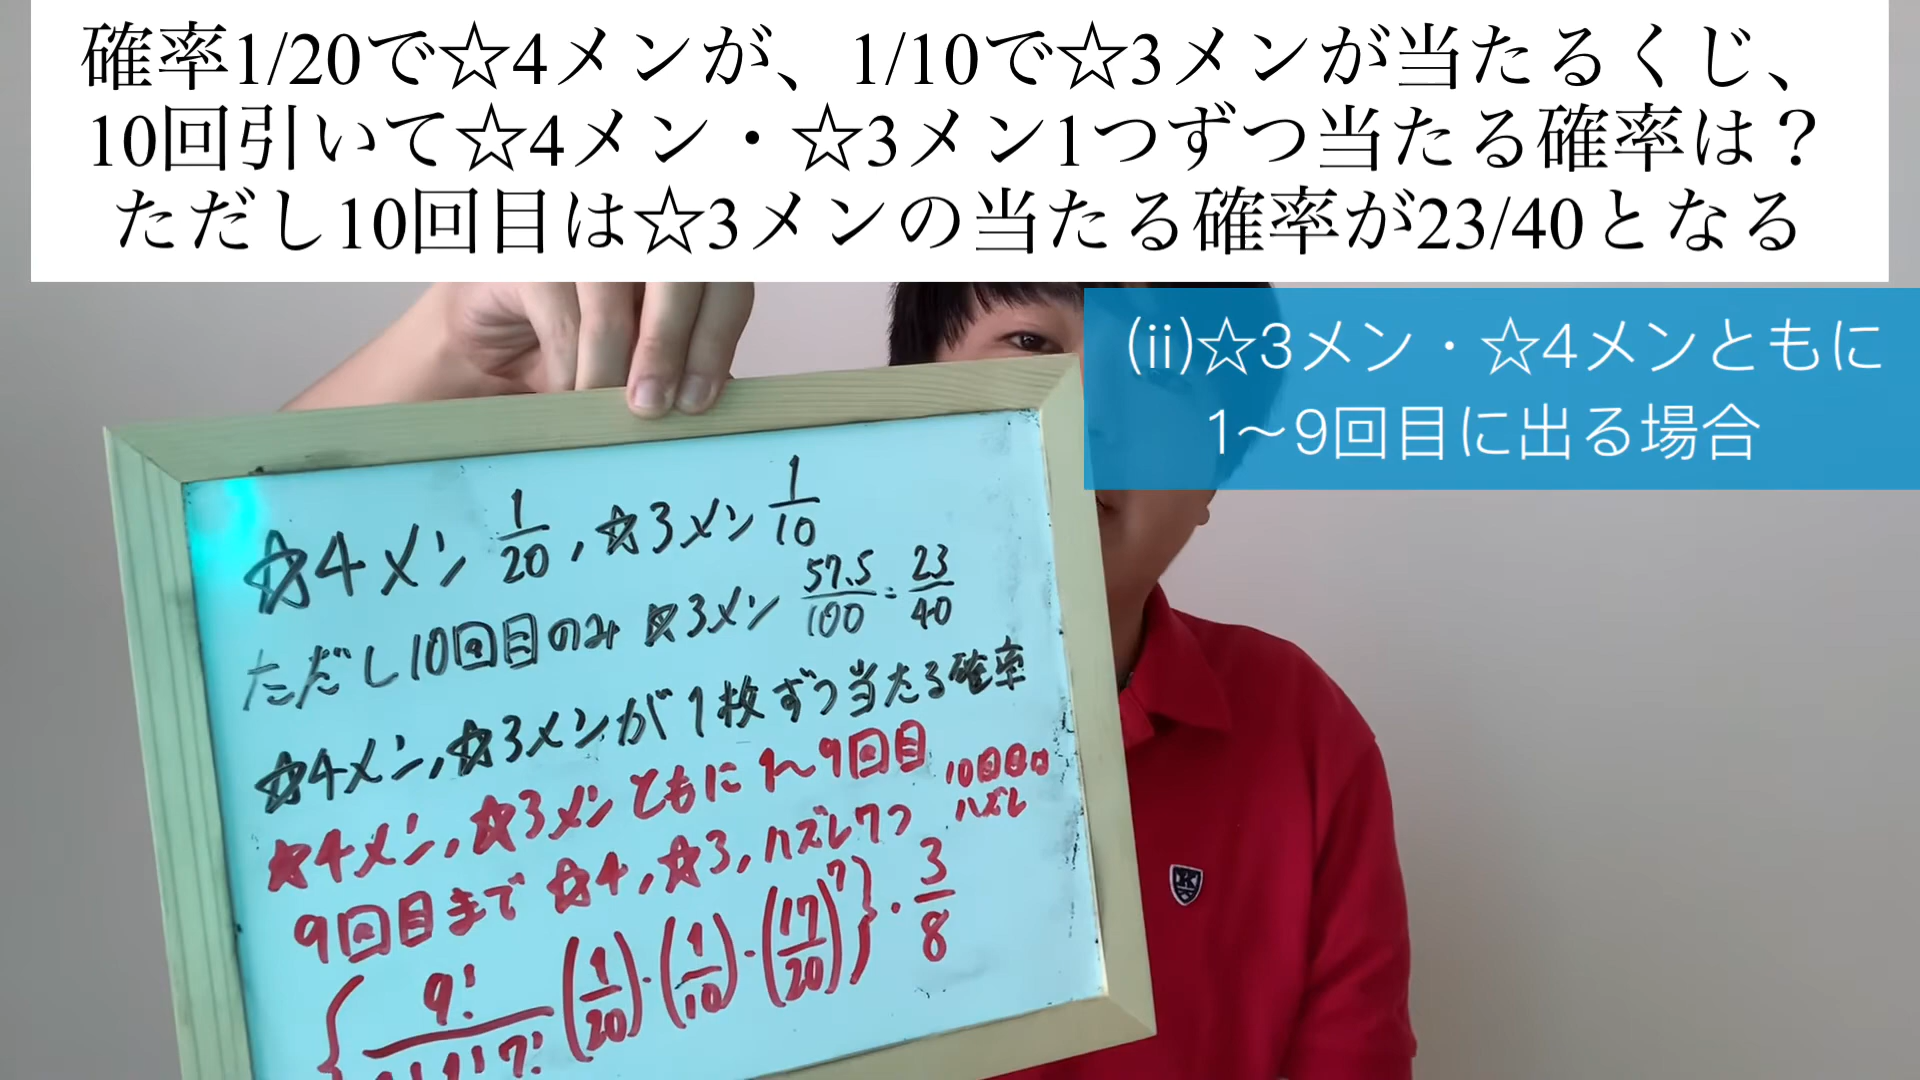 確率1/20で☆4メンが、1/10で☆3メンが当たるくじ、
10回引いて☆4メン・☆3メン1つずつ当たる確率は？
ただし10回目は☆3メンの当たる確率が23/40となる
(ii)☆3メン・☆4メンともに
1～9回目に出る場合
☆4メン 1/20, ☆3メン 1/10
ただし10回目のみ ☆3メン 57.5/100 = 23/40
☆4メン,☆3メンが1枚ずつ当たる確率
☆4メン,☆3メンともに1～9回目 10回目は
9回目まで ☆4,☆3,ハズレ7つ ハズレ
{9!/1!1!7! (1/20)・(1/10)・(17/20)^7}・3/8